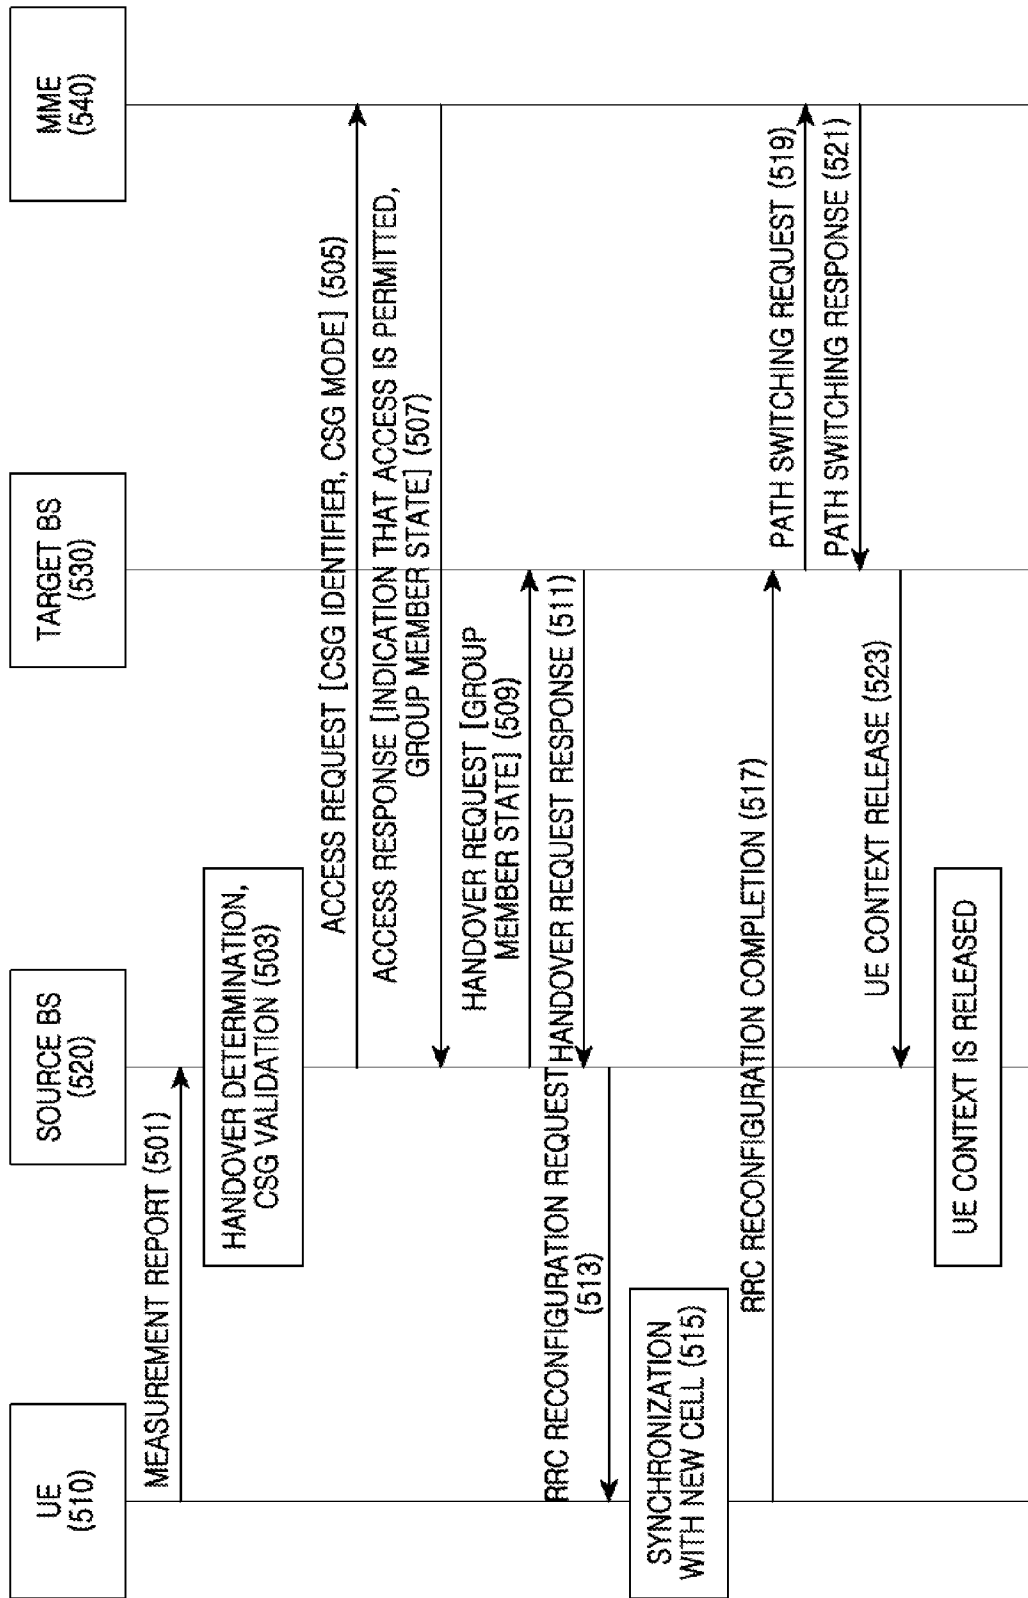 UE
(510)
SOURCE BS
(520)
TARGET BS
(530)
MME
(540)
MEASUREMENT REPORT (501)
HANDOVER DETERMINATION,
CSG VALIDATION (503)
ACCESS REQUEST [CSG IDENTIFIER, CSG MODE] (505)
ACCESS RESPONSE [INDICATION THAT ACCESS IS PERMITTED,
GROUP MEMBER STATE] (507)
HANDOVER REQUEST [GROUP
MEMBER STATE] (509)
HANDOVER REQUEST RESPONSE (511)
RRC RECONFIGURATION REQUEST
(513)
SYNCHRONIZATION
WITH NEW CELL (515)
RRC RECONFIGURATION COMPLETION (517)
PATH SWITCHING REQUEST (519)
PATH SWITCHING RESPONSE (521)
UE CONTEXT RELEASE (523)
UE CONTEXT IS RELEASED